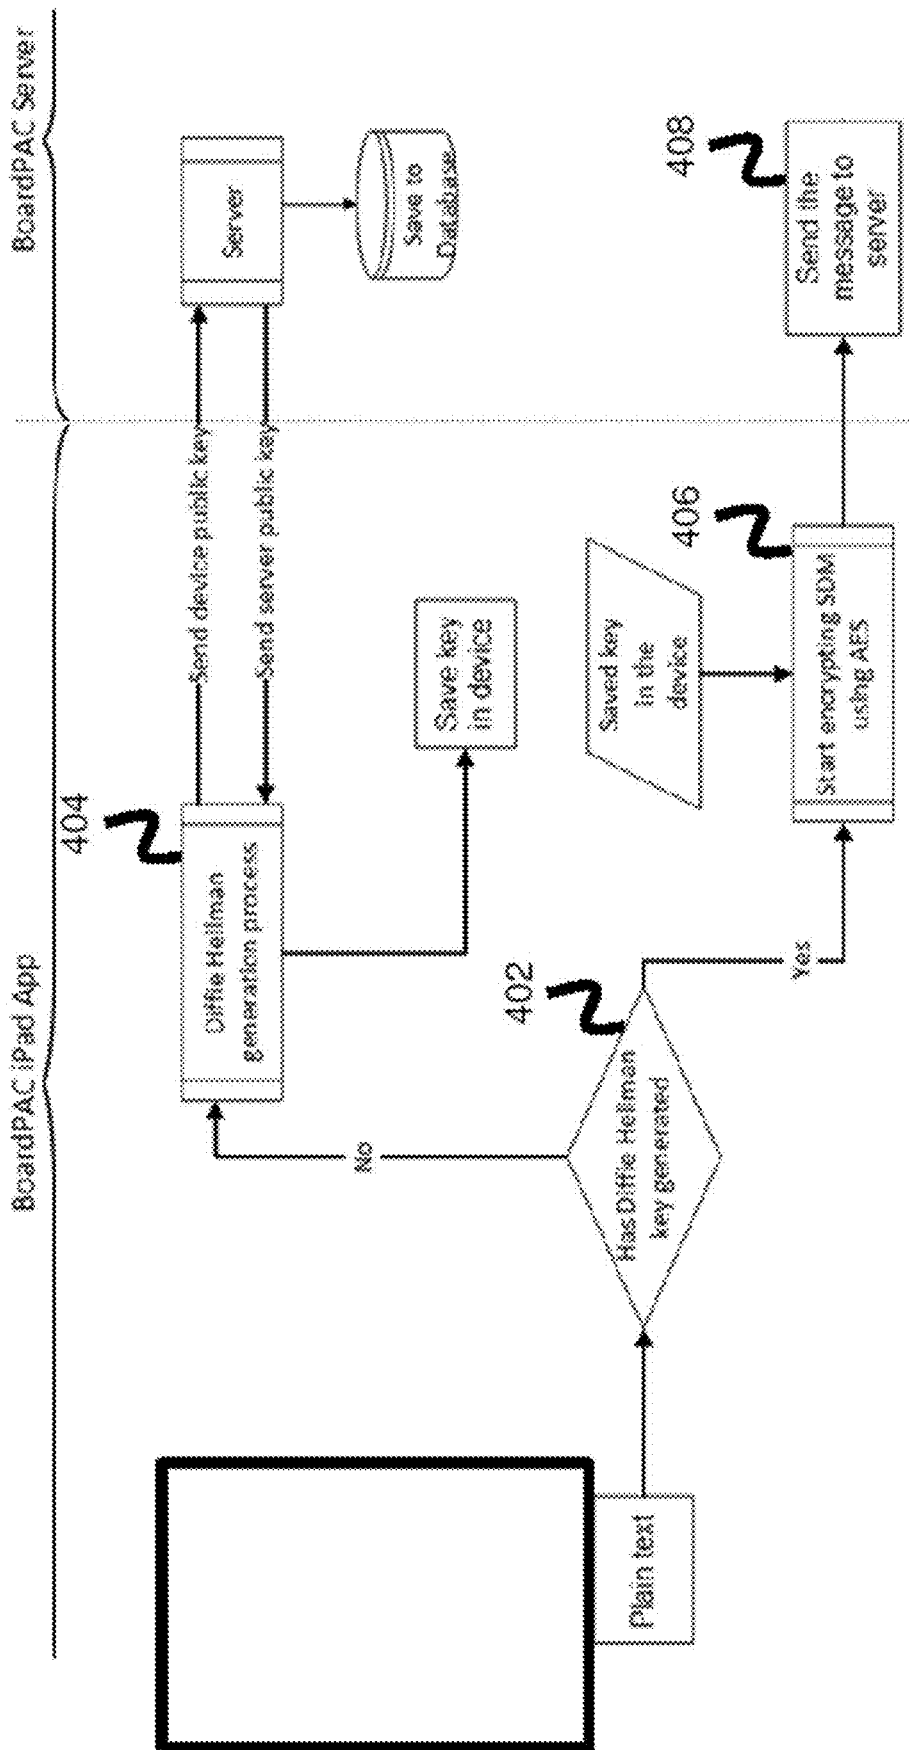 BoardPAC iPad App
BoardPAC Server
404
Diffie Hellman
generation process
Send device public key
Send server public key
Server
Save to
Database
Save key
in device
No
402
Has Diffie Hellman
key generated
Yes
Plain text
Saved key
in the
device
406
Start encrypting SDM
using AES
408
Send the
message to
server